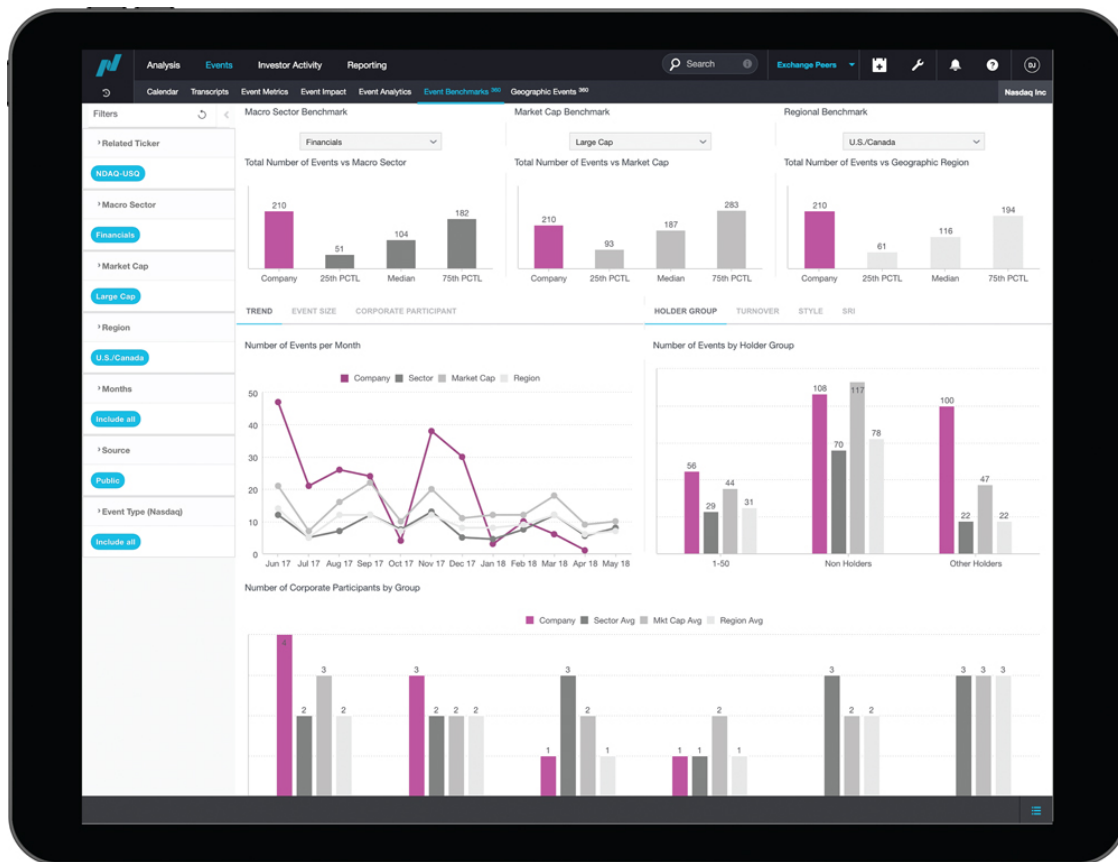 Analysis Events Investor Activity Reporting Search Exchange Peers DJ
Calendar Transcripts Event Metrics Event Impact Event Analytics Event Benchmarks 360 Geographic Events 360 Nasdaq Inc
Filters
Related Ticker
NDAQ-USQ
Macro Sector
Financials
Market Cap
Large Cap
Region
U.S./Canada
Months
Include all
Source
Public
Event Type (Nasdaq)
Include all
Macro Sector Benchmark
Financials
Total Number of Events vs Macro Sector
210 51 104 182
Company 25th PCTL Median 75th PCTL
Market Cap Benchmark
Large Cap
Total Number of Events vs Market Cap
210 93 187 283
Company 25th PCTL Median 75th PCTL
Regional Benchmark
U.S./Canada
Total Number of Events vs Geographic Region
210 61 116 194
Company 25th PCTL Median 75th PCTL
TREND EVENT SIZE CORPORATE PARTICIPANT
Number of Events per Month
Company Sector Market Cap Region
50
40
30
20
10
0
Jun 17 Jul 17 Aug 17 Sep 17 Oct 17 Nov 17 Dec 17 Jan 18 Feb 18 Mar 18 Apr 18 May 18
HOLDER GROUP TURNOVER STYLE SRI
Number of Events by Holder Group
56 29 44 31 108 70 117 78 100 22 47 22
1-50 Non Holders Other Holders
Number of Corporate Participants by Group
Company Sector Avg Mkt Cap Avg Region Avg
4 2 3 2 3 2 2 2 1 3 2 1 1 1 2 1 3 2 2 3 3 3